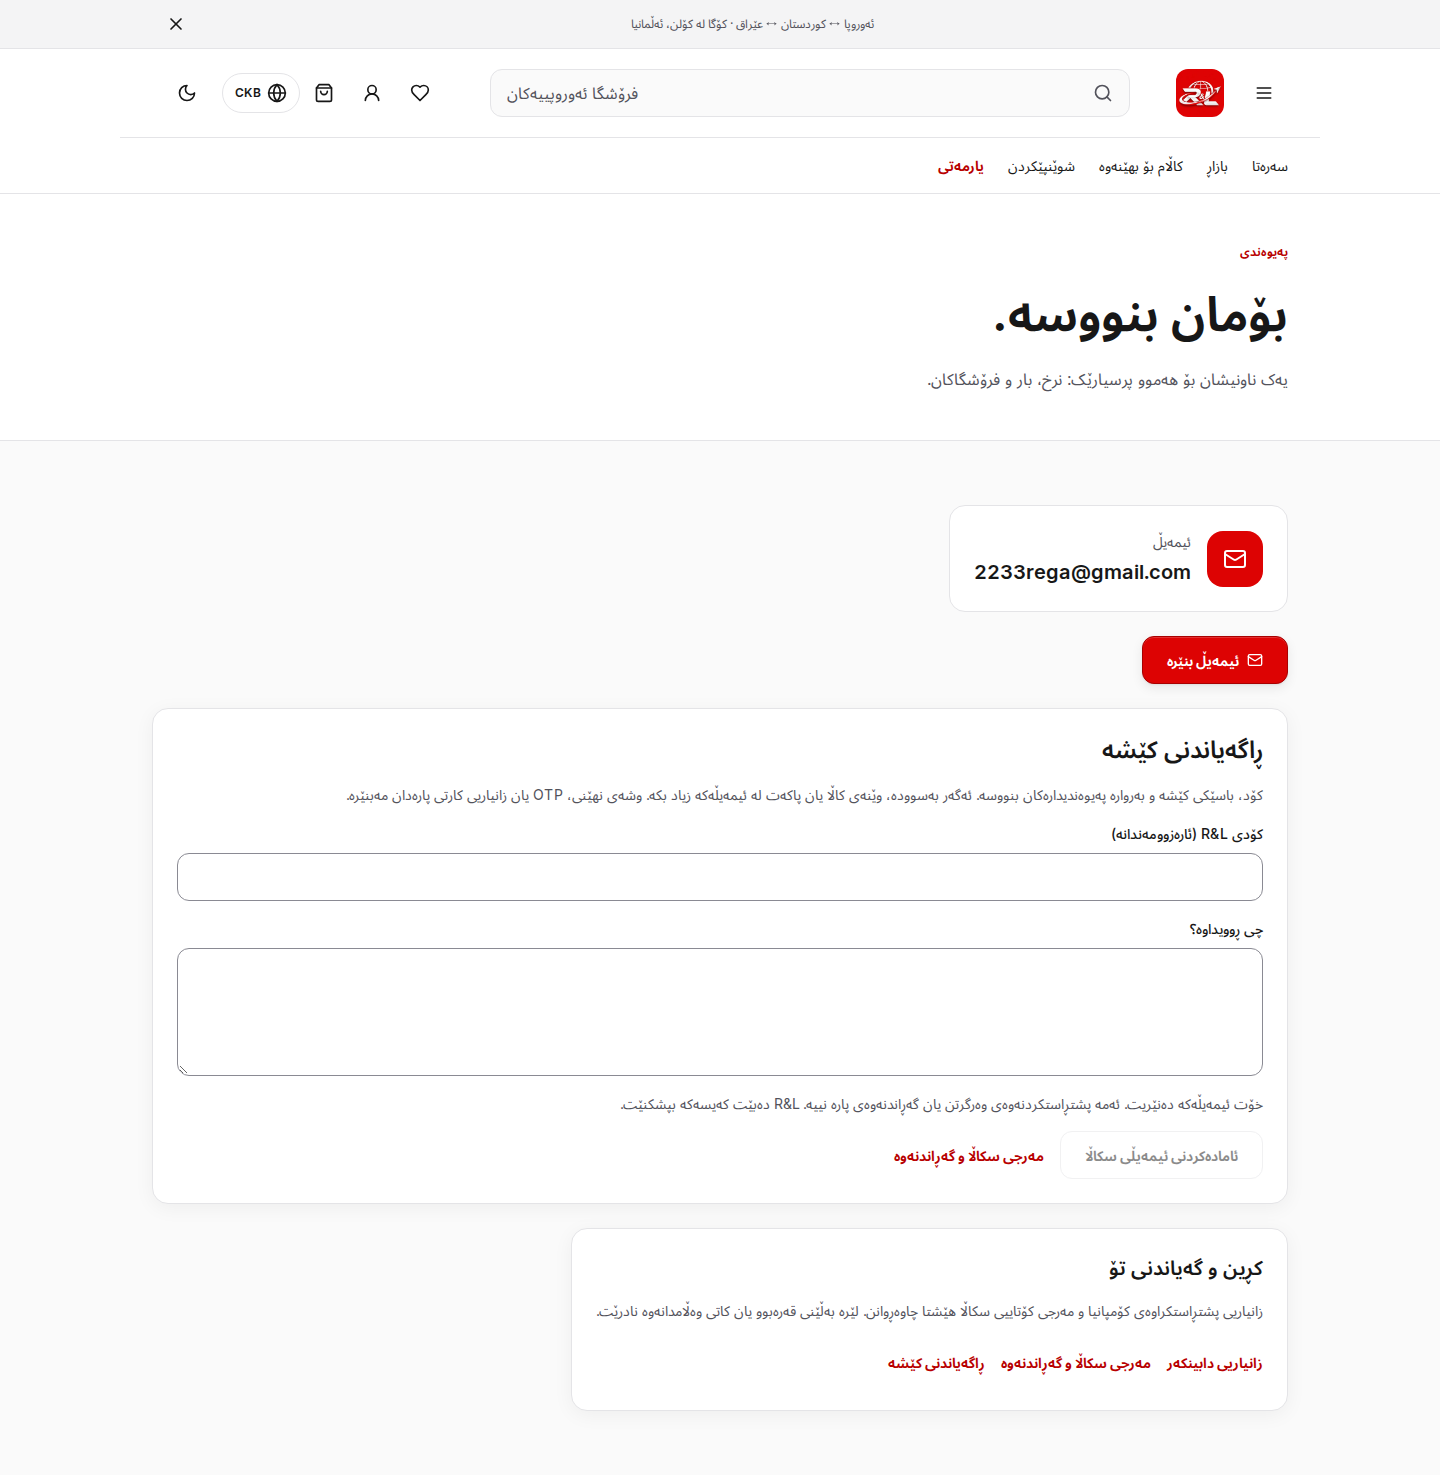 ئەوروپا ↔ کوردستان ↔ عێراق · کۆگا لە کۆلن، ئەڵمانیا
R&L
فرۆشگا ئەوروپییەکان
CKB
سەرەتا
بازاڕ
کاڵام بۆ بهێنەوە
شوێنپێکردن
یارمەتی
پەیوەندی
بۆمان بنووسە.
یەک ناونیشان بۆ هەموو پرسیارێک: نرخ، بار و فرۆشگاکان.
ئیمەیڵ
2233rega@gmail.com
ئیمەیڵ بنێرە
ڕاگەیاندنی کێشە
کۆد، باسێکی کێشە و بەروارە پەیوەندیدارەکان بنووسە. ئەگەر بەسوودە، وێنەی کاڵا یان پاکەت لە ئیمەیڵەکە زیاد بکە. وشەی نهێنی، OTP یان زانیاریی کارتی پارەدان مەبنێرە.
کۆدی R&L (ئارەزوومەندانە)
چی ڕوویداوە؟
خۆت ئیمەیڵەکە دەنێریت. ئەمە پشتڕاستکردنەوەی وەرگرتن یان گەڕاندنەوەی پارە نییە. R&L دەبێت کەیسەکە بپشکنێت.
ئامادەکردنی ئیمەیڵی سکاڵا
مەرجی سکاڵا و گەڕاندنەوە
کڕین و گەیاندنی تۆ
زانیاریی پشتڕاستکراوەی کۆمپانیا و مەرجی کۆتایی سکاڵا هێشتا چاوەڕوانن. لێرە بەڵێنی قەرەبوو یان کاتی وەڵامدانەوە نادرێت.
زانیاریی دابینکەر
مەرجی سکاڵا و گەڕاندنەوە
ڕاگەیاندنی کێشە